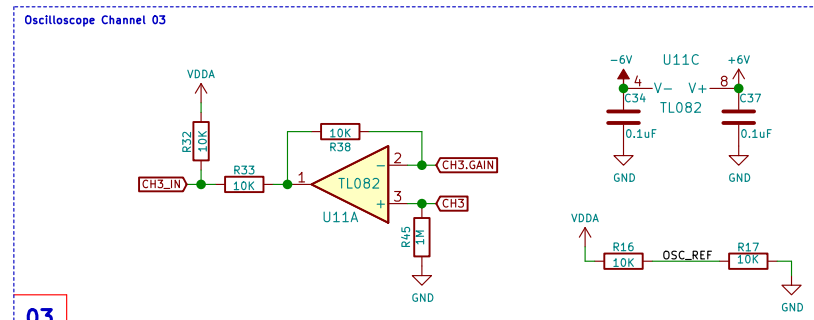 Oscilloscope Channel 03
VDDA
R32
10K
CH3_IN
R33
10K
1
10K
R38
2
CH3.GAIN
TL082
3
CH3
U11A
R45
1M
GND
-6V
U11C
+6V
4
V-
V+
8
C34
TL082
C37
0.1uF
0.1uF
GND
GND
VDDA
R16
10K
OSC_REF
R17
10K
GND
03